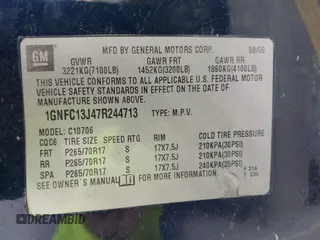 MFD BY GENERAL MOTORS CORP. 08/06
GM
GVWR GAWR FRT GAWR RR
3221KG(7100LB) 1452KG(3200LB) 1860KG(4100LB)
THIS VEHICLE CONFORMS TO ALL APPLICABLE U.S. FEDERAL
MOTOR VEHICLE SAFETY STANDARDS IN EFFECT ON
THE DATE OF MANUFACTURE SHOWN ABOVE.
1GNFC13J47R244713 TYPE: M.P.V.
MODEL: C10706
CQC6 TIRE SIZE SPEED RTG RIM COLD TIRE PRESSURE
FRT P265/70R17 S 17X7.5J 210KPA(30PSI)
RR P265/70R17 S 17X7.5J 210KPA(30PSI)
SPA P265/70R17 S 17X7.5J 240KPA(35PSI)
SEE OWNER'S MANUAL FOR ADDITIONAL INFORMATION.